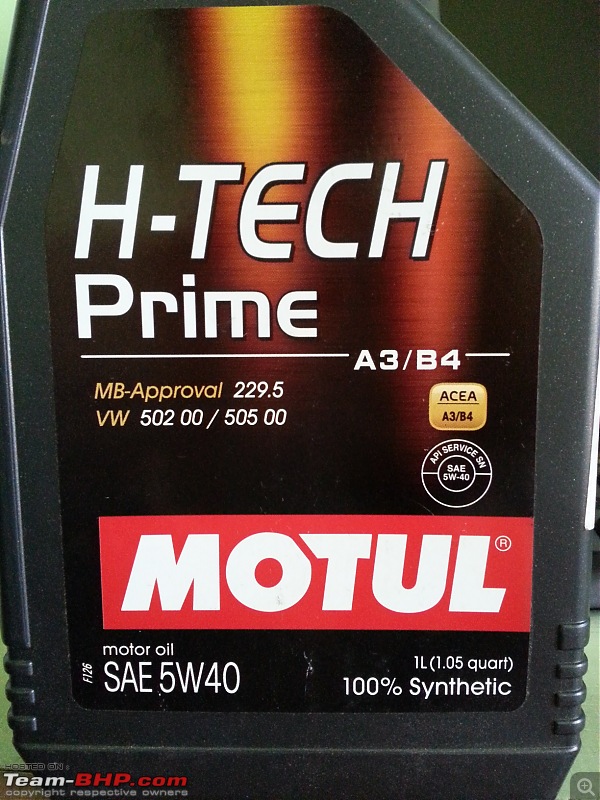 H-TECH
Prime
A3/B4
MB-Approval 229.5
VW 502 00 / 505 00
ACEA
A3/B4
API SERVICE SN
SAE
5W-40
MOTUL®
motor oil
SAE 5W40
F126
1L (1.05 quart)
100% Synthetic
HOSTED ON :
Team-BHP.com
copyright respective owners